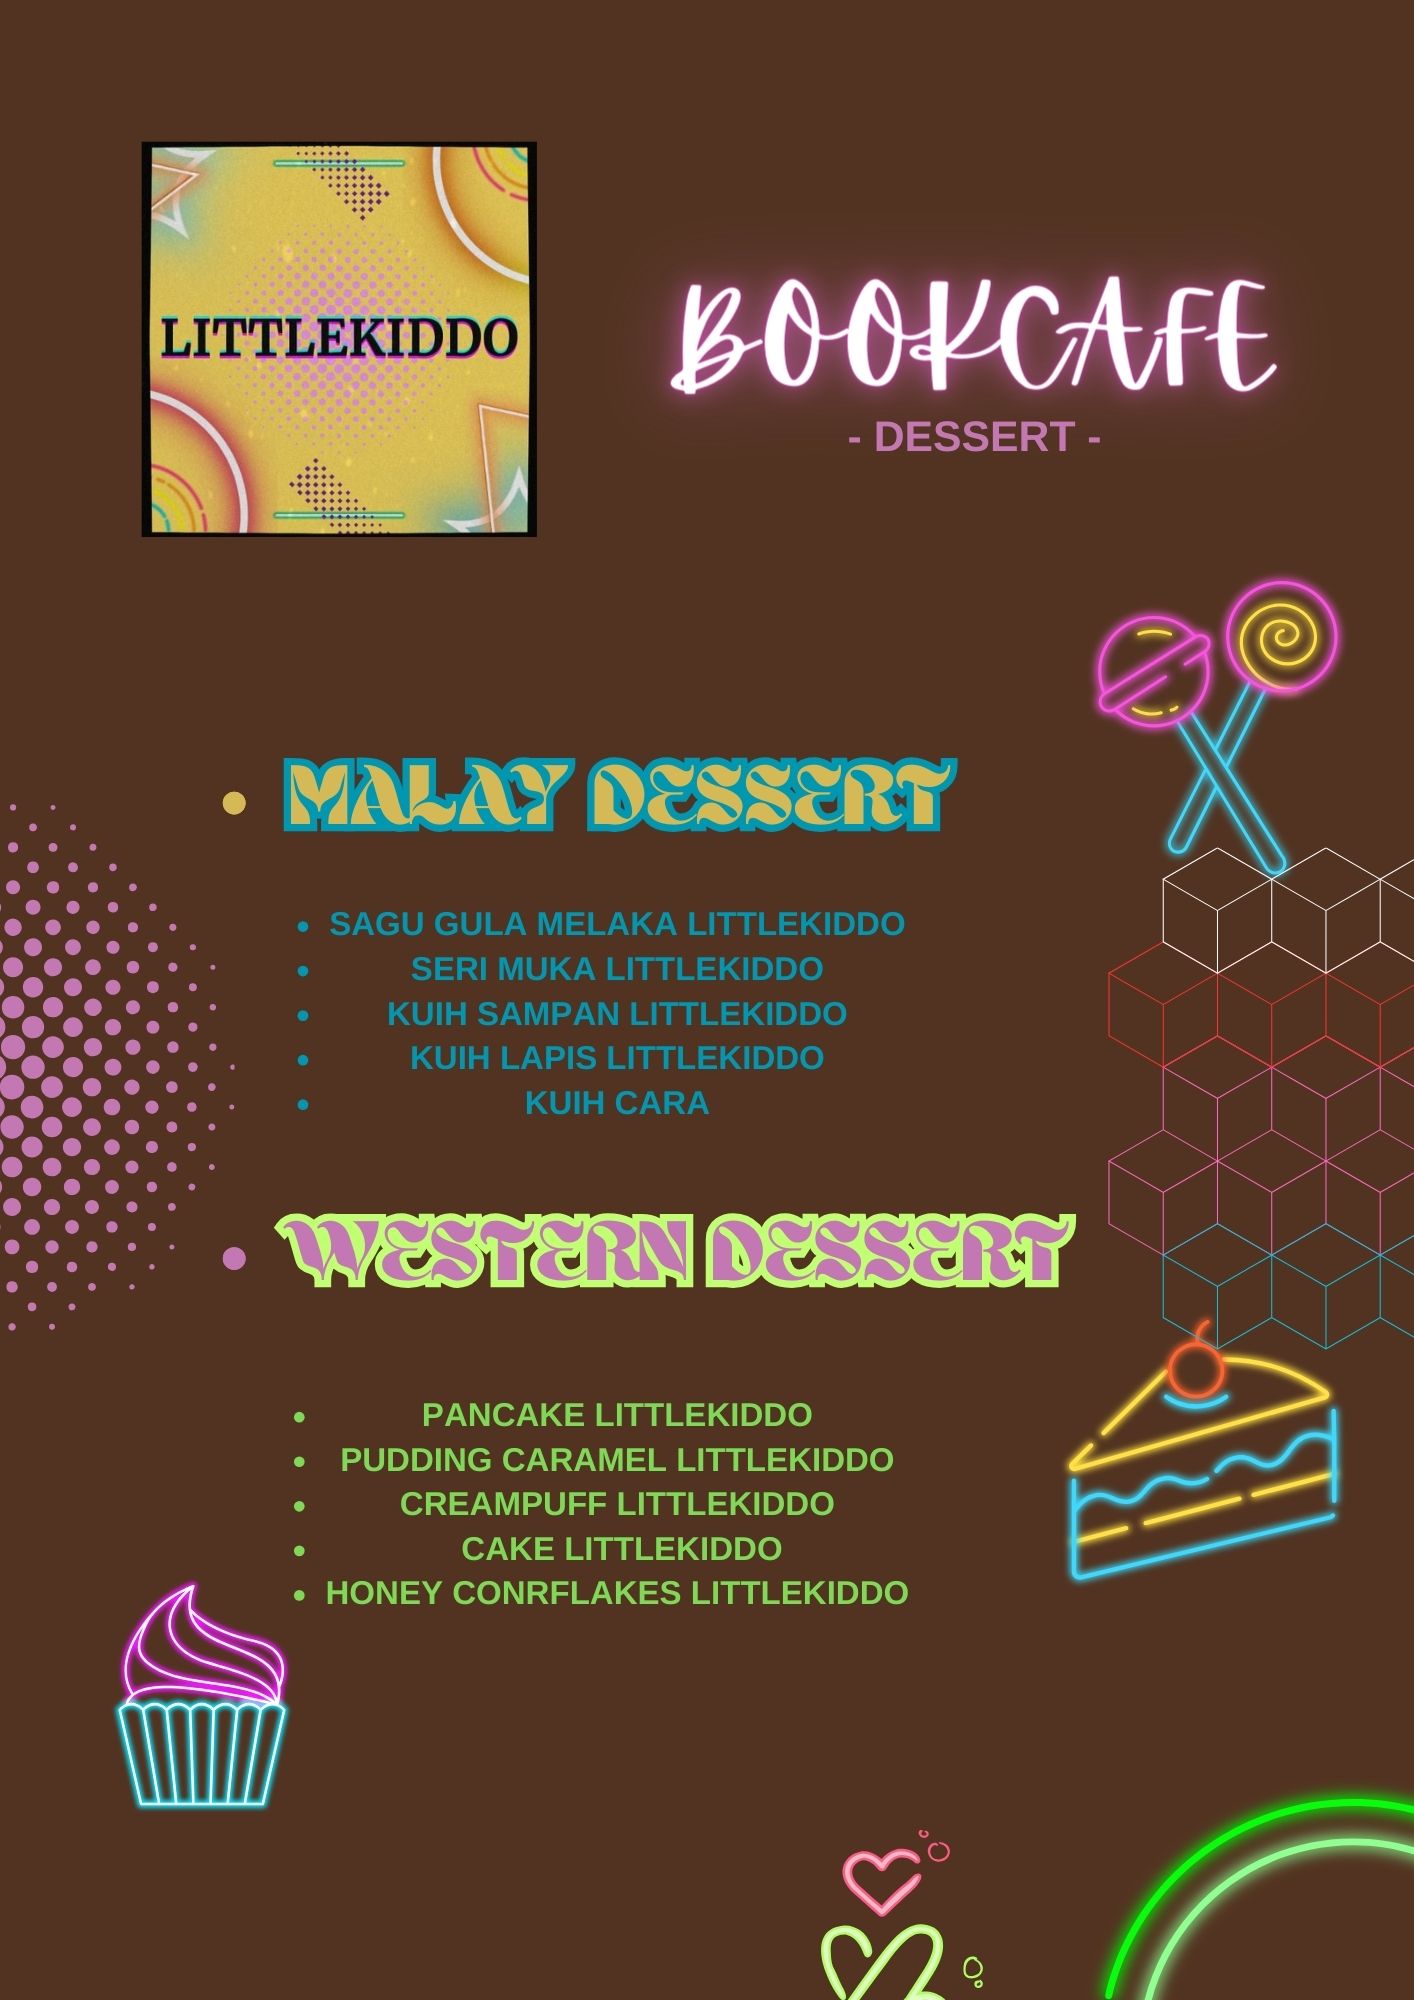 LITTLEKIDDO
BOOKCAFE
- DESSERT -
MALAY DESSERT
SAGU GULA MELAKA LITTLEKIDDO
SERI MUKA LITTLEKIDDO
KUIH SAMPAN LITTLEKIDDO
KUIH LAPIS LITTLEKIDDO
KUIH CARA
WESTERN DESSERT
PANCAKE LITTLEKIDDO
PUDDING CARAMEL LITTLEKIDDO
CREAMPUFF LITTLEKIDDO
CAKE LITTLEKIDDO
HONEY CONRFLAKES LITTLEKIDDO